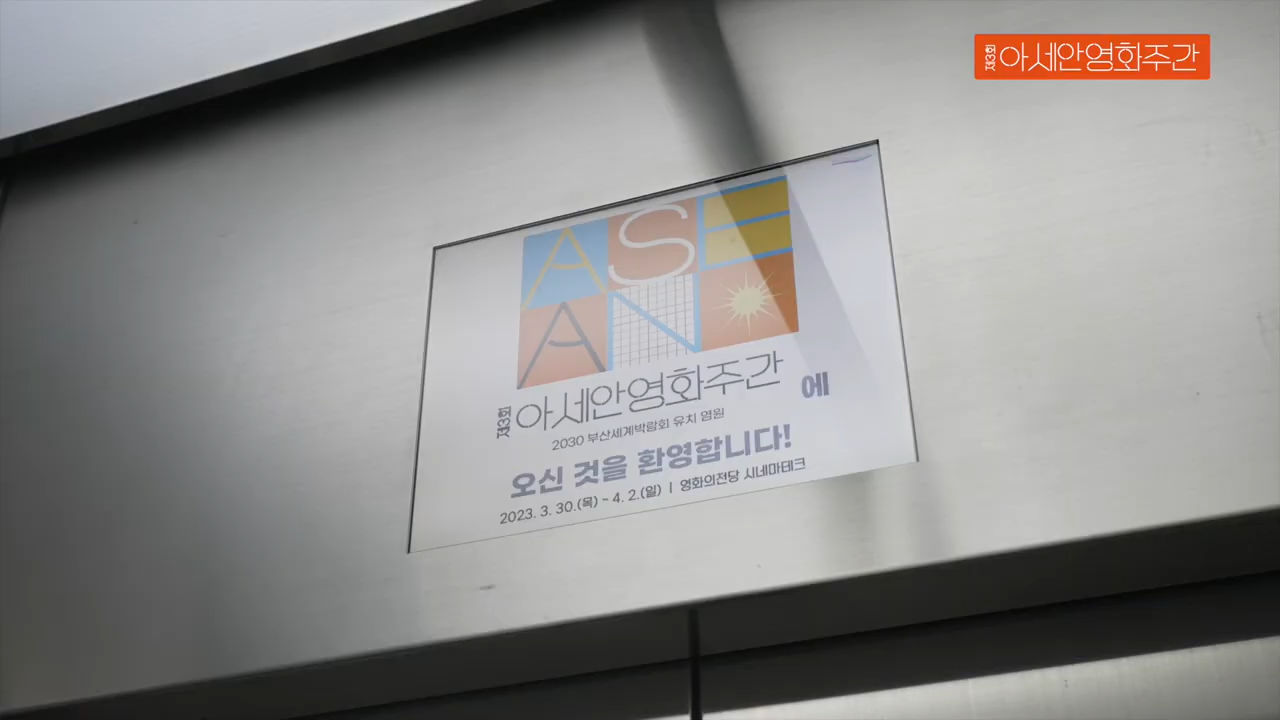 제3회 아세안영화주간
ASE
AN
제3회 아세안영화주간에
2030 부산세계박람회 유치 염원
오신 것을 환영합니다!
2023. 3. 30.(목) ~ 4. 2.(일) | 영화의전당 시네마테크